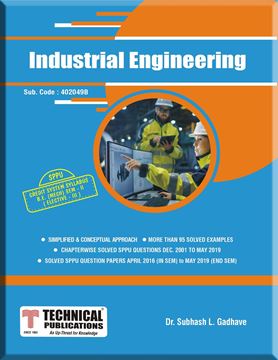 Industrial Engineering
Sub. Code : 402049B
SPPU
CREDIT SYSTEM SYLLABUS
B.E. (MECH) SEM - II
( ELECTIVE - III )
• SIMPLIFIED & CONCEPTUAL APPROACH • MORE THAN 95 SOLVED EXAMPLES
• CHAPTERWISE SOLVED SPPU QUESTIONS DEC. 2001 TO MAY 2019
• SOLVED SPPU QUESTION PAPERS APRIL 2016 (IN SEM) to MAY 2019 (END SEM)
Dr. Subhash L. Gadhave
SINCE 1993
TECHNICAL
PUBLICATIONS
An Up-Thrust for Knowledge